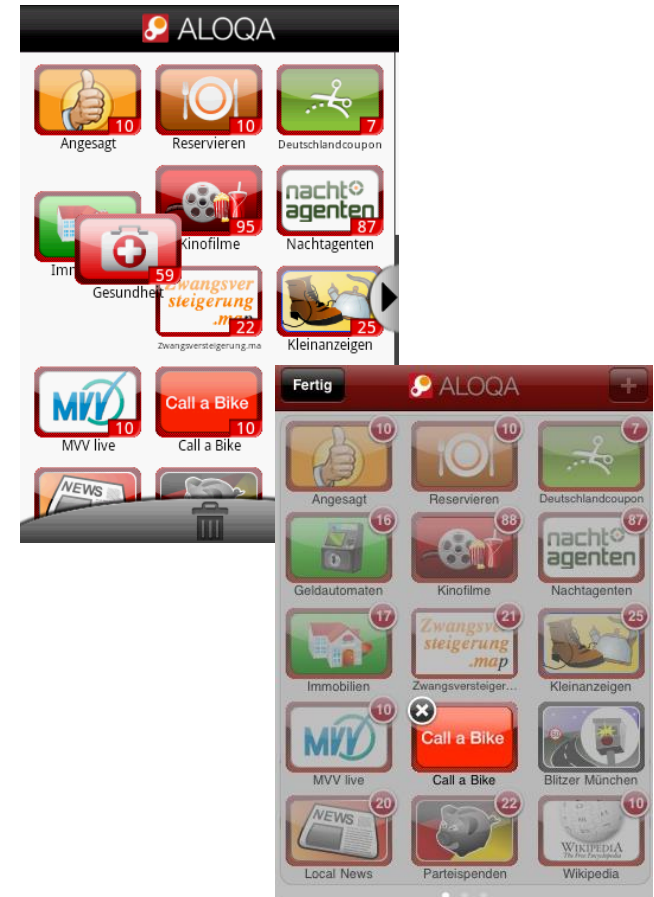 ALOQA
10
10
7
Angesagt
Reservieren
Deutschlandcoupon
nacht
agenten
95
87
Kinofilme
Nachtagenten
59
Gesundheit
Zwangsver
steigerung
.map
22
25
Zwangsversteigerung.ma
Kleinanzeigen
MVV
Call a Bike
10
10
MVV live
Call a Bike
NEWS
Fertig
ALOQA
+
10
10
7
Angesagt
Reservieren
Deutschlandcoupon
16
88
87
nacht
agenten
Geldautomaten
Kinofilme
Nachtagenten
17
21
25
Zwangsver
steigerung
.map
Immobilien
Zwangsversteiger...
Kleinanzeigen
10
MVV
Call a Bike
MVV live
Call a Bike
Blitzer München
20
22
10
NEWS
WIKIPEDIA
The Free Encyclopedia
Local News
Parteispenden
Wikipedia